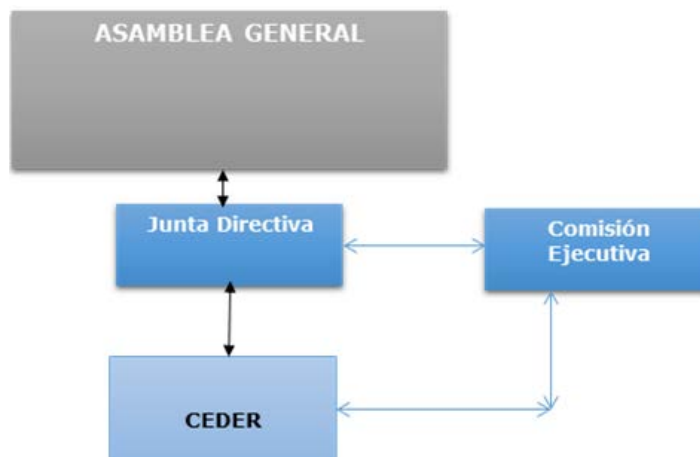 ASAMBLEA GENERAL
Junta Directiva
Comisión
Ejecutiva
CEDER